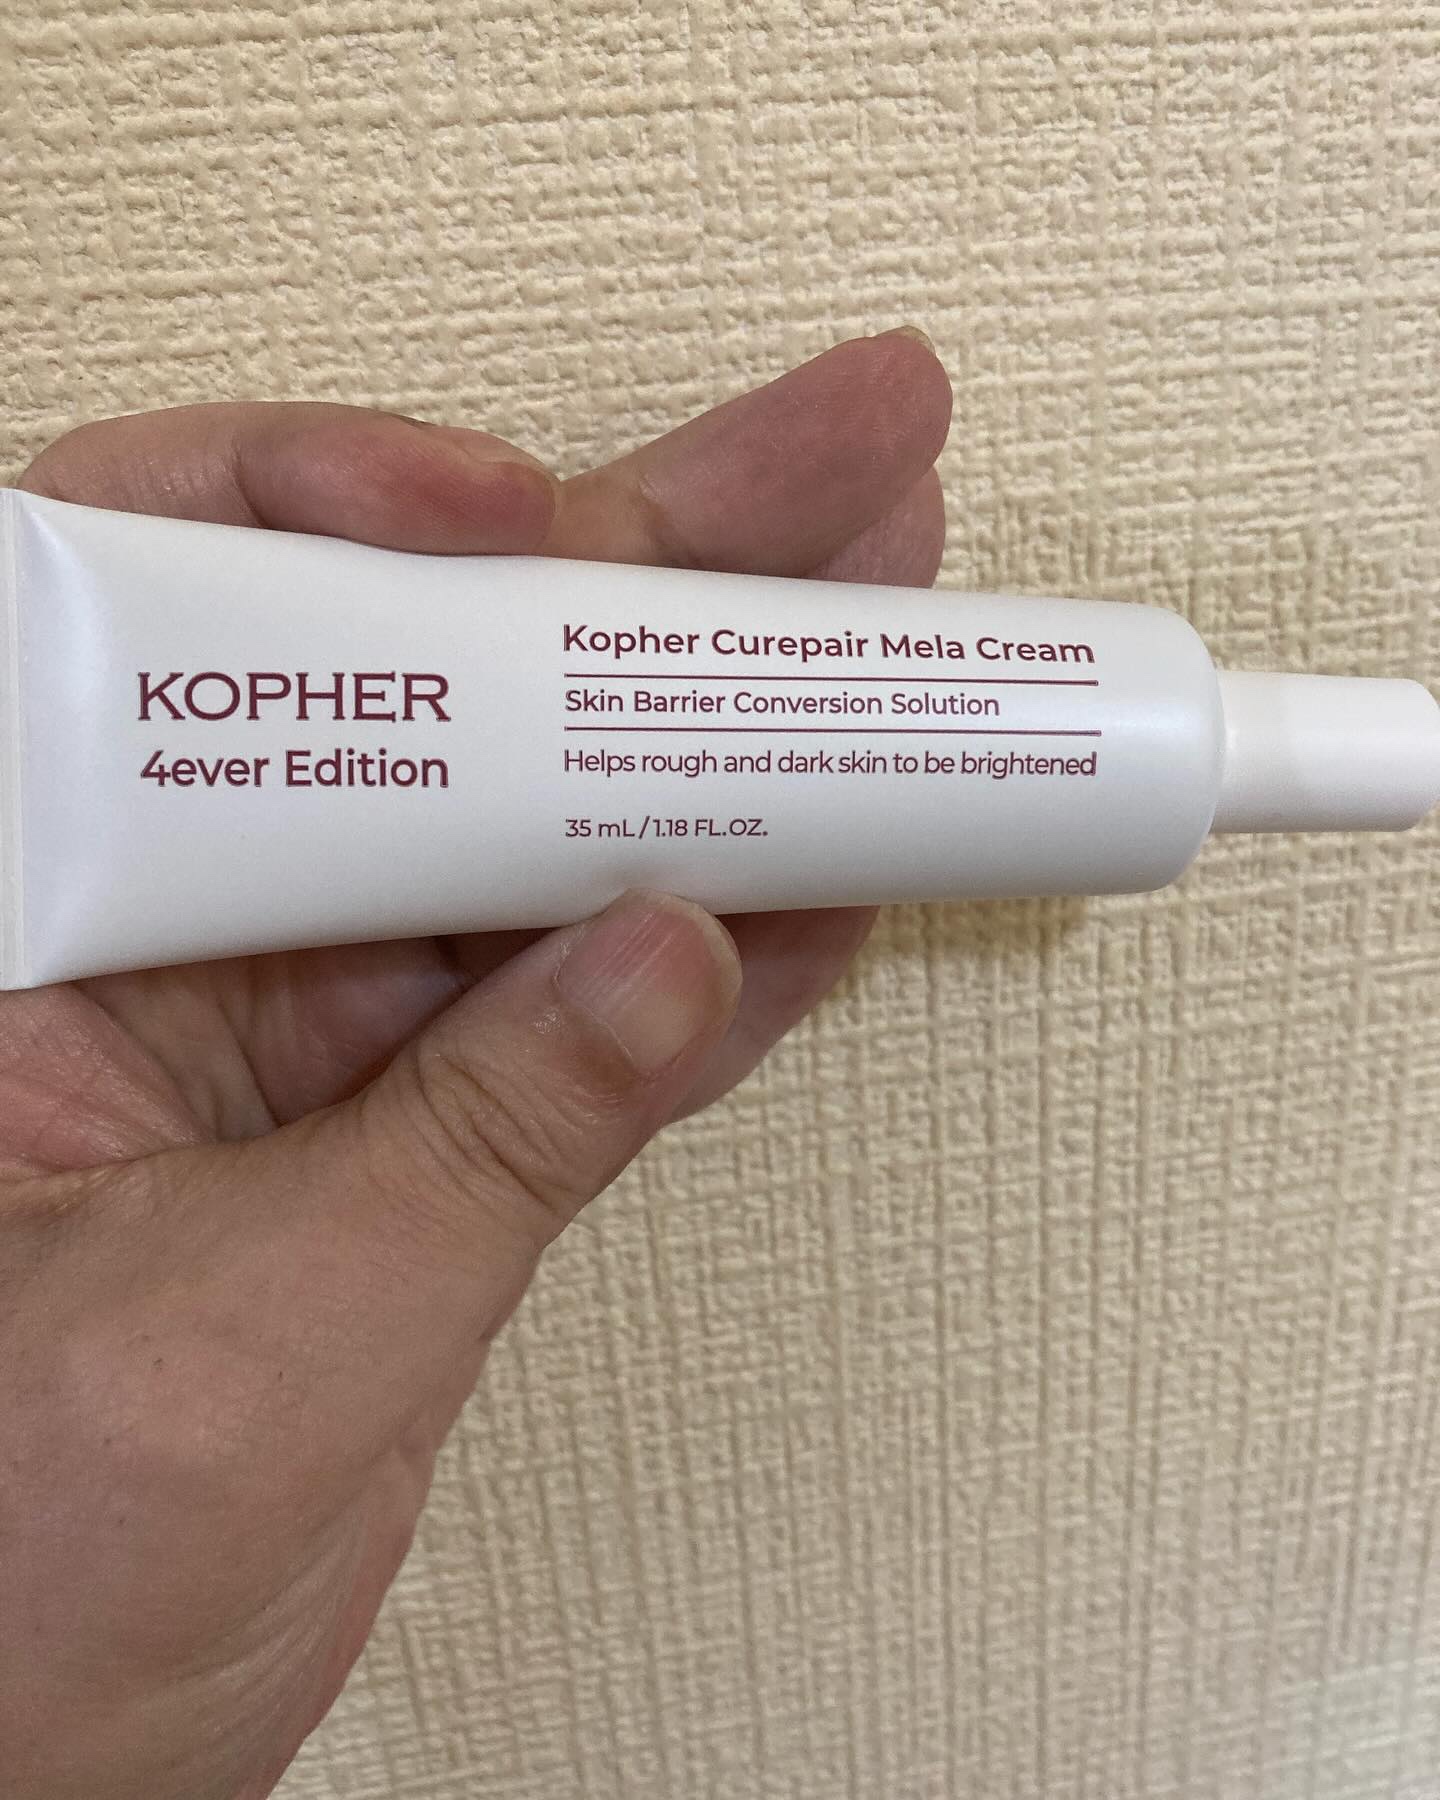 KOPHER
4ever Edition
Kopher Curepair Mela Cream
Skin Barrier Conversion Solution
Helps rough and dark skin to be brightened
35 mL / 1.18 FL.OZ.